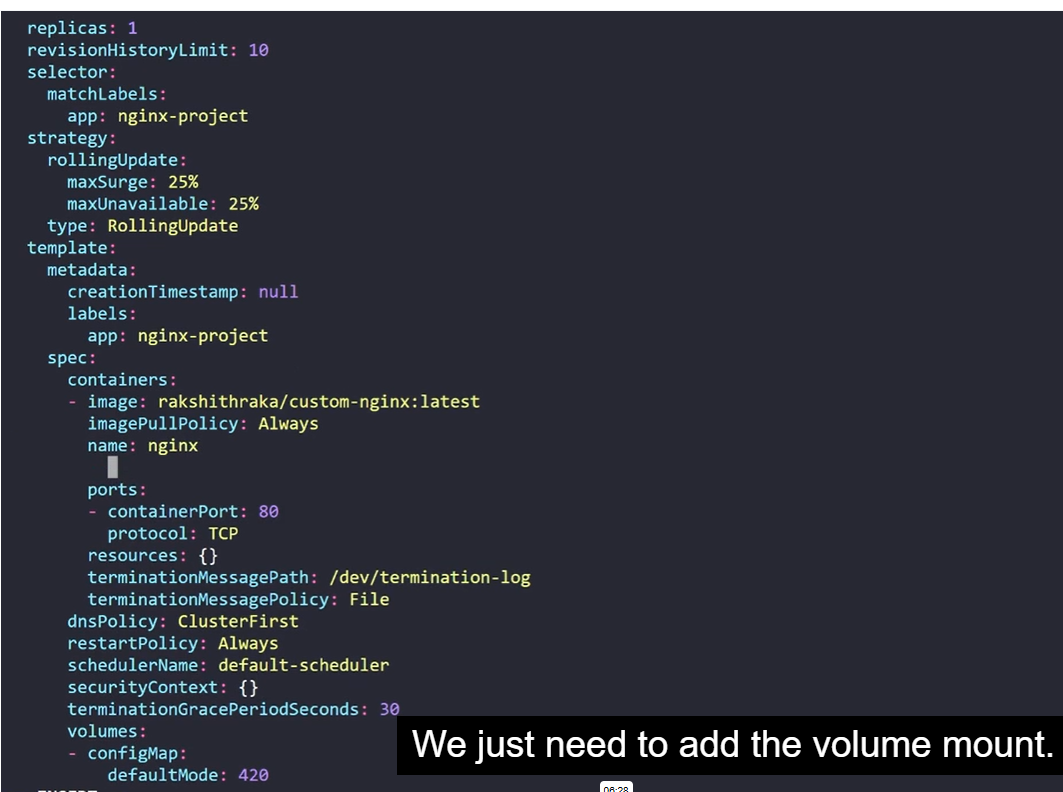 replicas: 1
revisionHistoryLimit: 10
selector:
  matchLabels:
    app: nginx-project
strategy:
  rollingUpdate:
    maxSurge: 25%
    maxUnavailable: 25%
  type: RollingUpdate
template:
  metadata:
    creationTimestamp: null
    labels:
      app: nginx-project
  spec:
    containers:
    - image: rakshithraka/custom-nginx:latest
      imagePullPolicy: Always
      name: nginx
      ports:
      - containerPort: 80
        protocol: TCP
      resources: {}
      terminationMessagePath: /dev/termination-log
      terminationMessagePolicy: File
    dnsPolicy: ClusterFirst
    restartPolicy: Always
    schedulerName: default-scheduler
    securityContext: {}
    terminationGracePeriodSeconds: 30
    volumes:
    - configMap:
        defaultMode: 420
We just need to add the volume mount.
06:28